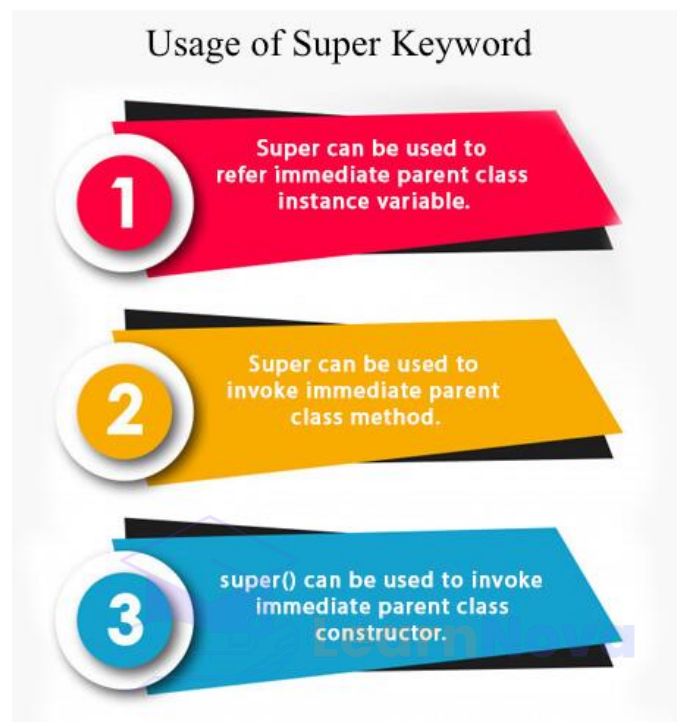 Usage of Super Keyword
1
Super can be used to
refer immediate parent class
instance variable.
2
Super can be used to
invoke immediate parent
class method.
3
super() can be used to invoke
immediate parent class
constructor.
LearnNova